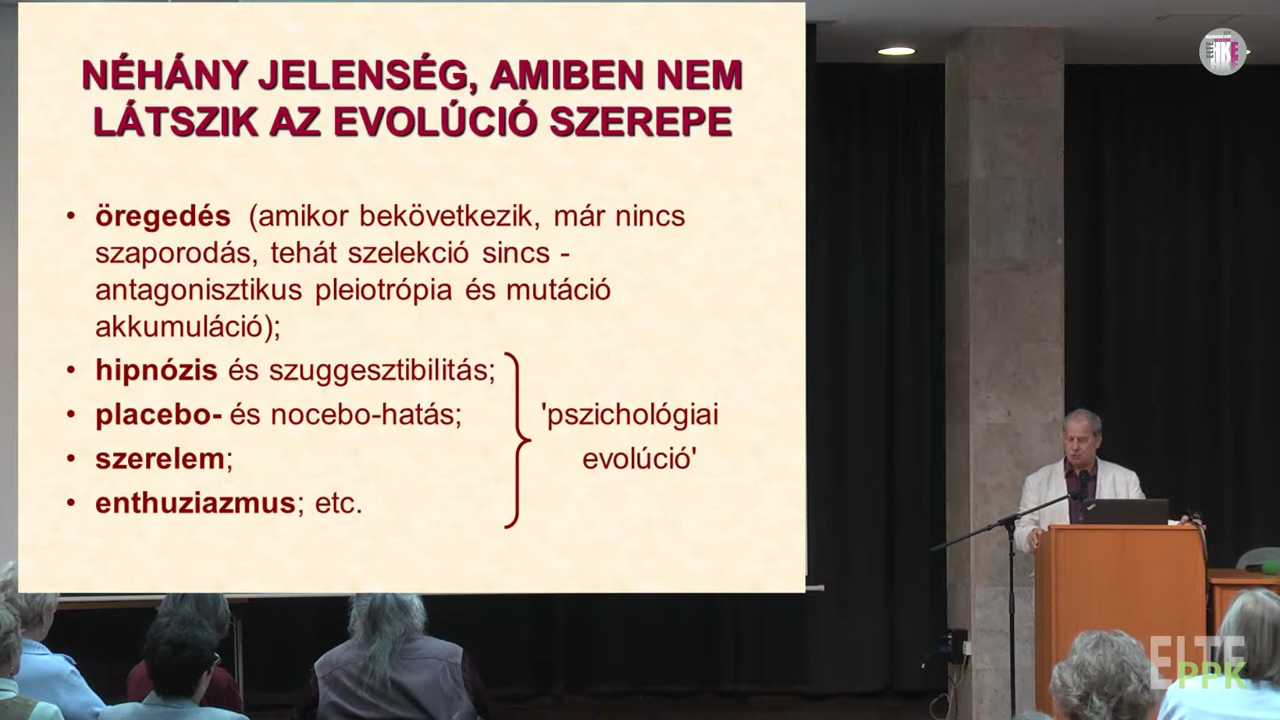 NÉHÁNY JELENSÉG, AMIBEN NEM
LÁTSZIK AZ EVOLÚCIÓ SZEREPE
• öregedés (amikor bekövetkezik, már nincs
szaporodás, tehát szelekció sincs -
antagonisztikus pleiotrópia és mutáció
akkumuláció);
• hipnózis és szuggesztibilitás;
• placebo- és nocebo-hatás;
• szerelem;
• enthuziazmus; etc.
'pszichológiai
evolúció'
ELTE
PPK